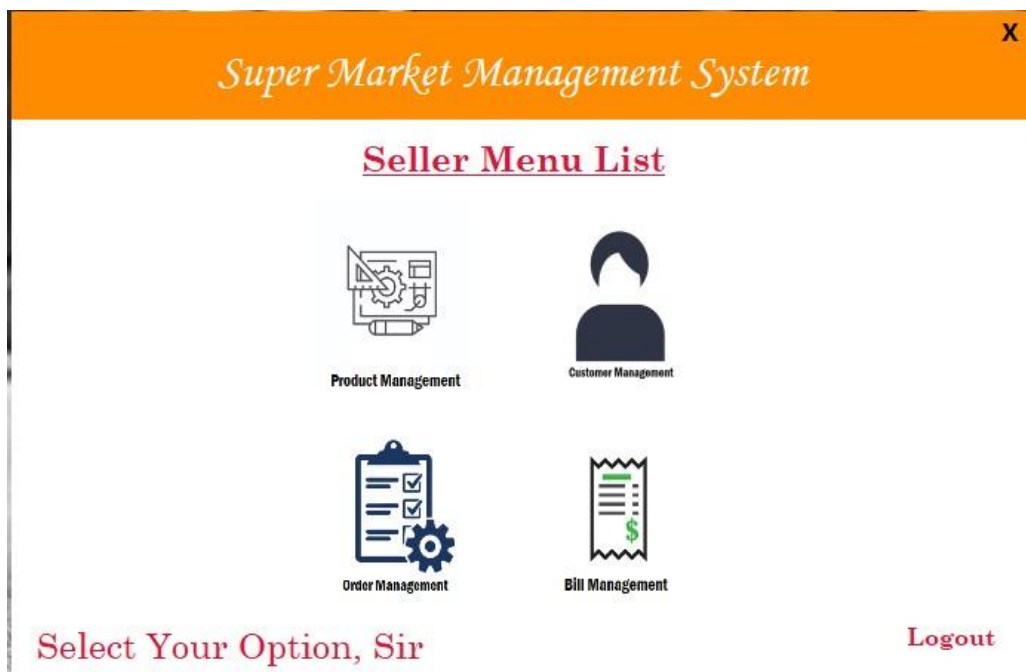 X
Super Market Management System
Seller Menu List
Product Management
Customer Management
$
Order Management
Bill Management
Select Your Option, Sir
Logout